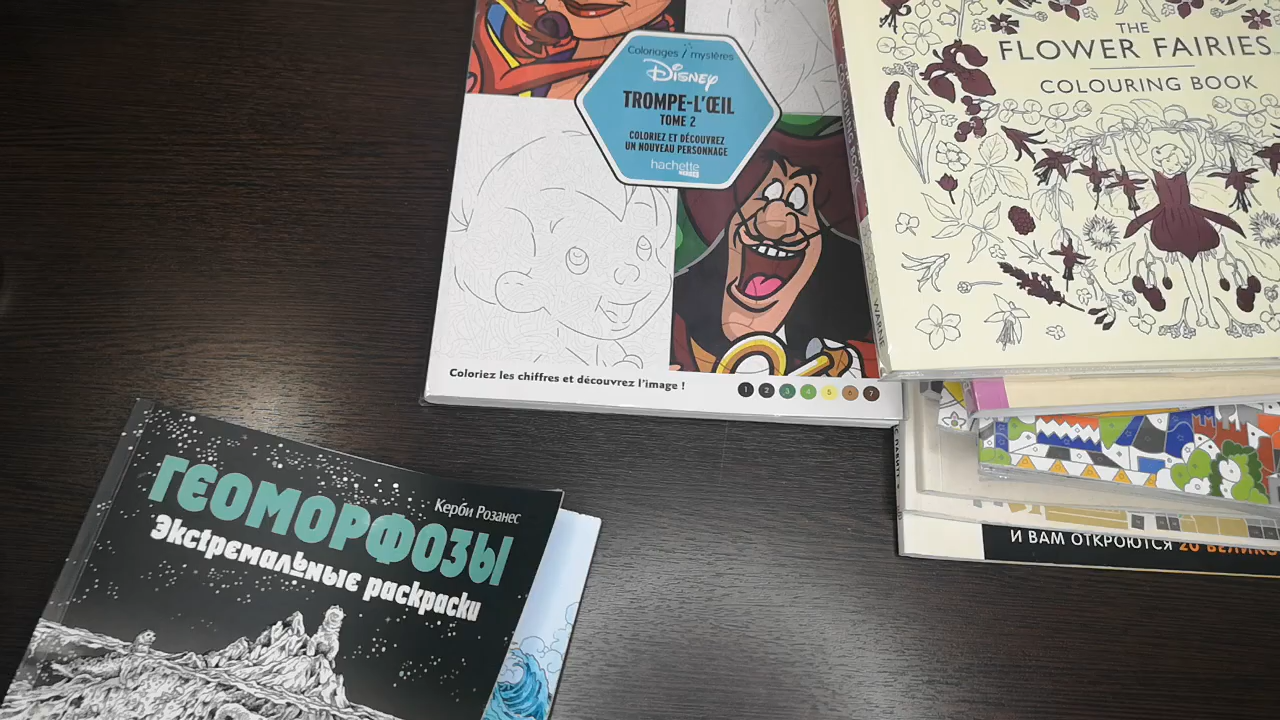 Coloriages mystères
Disney
TROMPE-L'ŒIL
TOME 2
COLORIEZ ET DÉCOUVREZ
UN NOUVEAU PERSONNAGE
hachette
Coloriez les chiffres et découvrez l'image !
1 2 3 4 5 6 7
THE
FLOWER FAIRIES
COLOURING BOOK
WARNE
И ВАМ ОТКРОЮТСЯ 20 ВЕЛИКО
Керби Розанес
ГЕОМОРФОЗЫ
Экстремальные раскраски